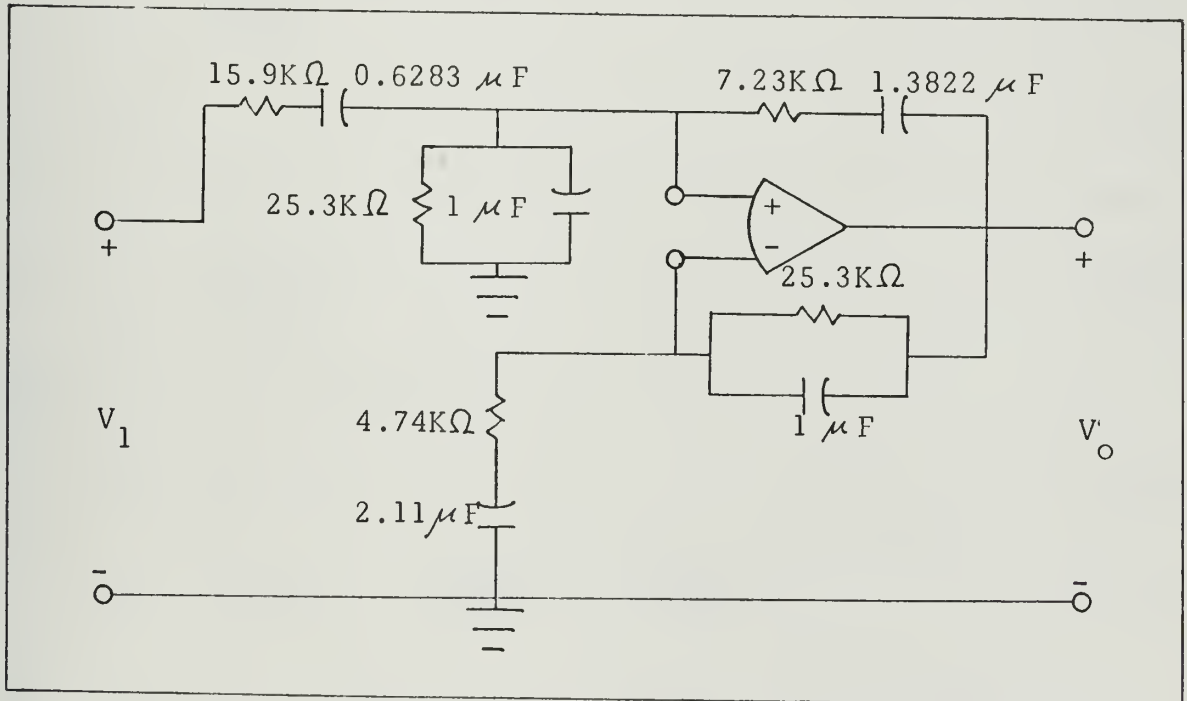 15.9KΩ 0.6283 μF
7.23KΩ 1.3822 μF
25.3KΩ 1 μF
+
-
+
+
25.3KΩ
1 μF
4.74KΩ
2.11μF
V1
Vo
-
-